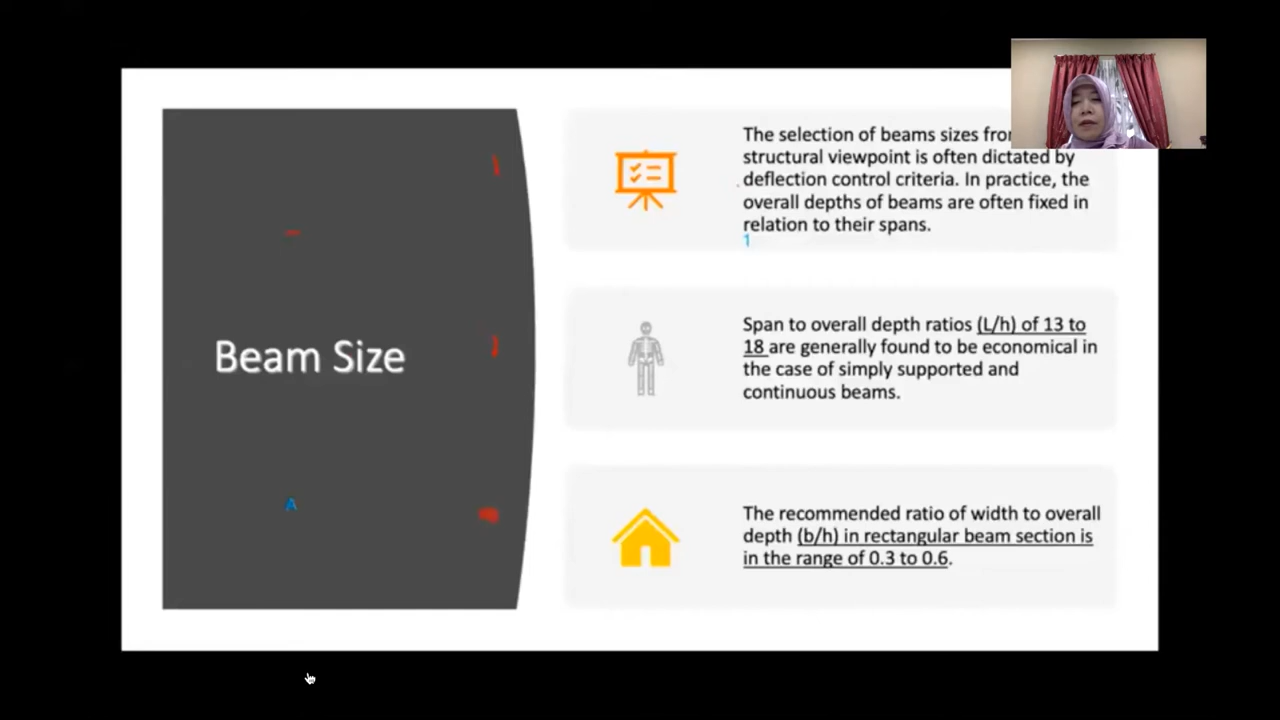 Beam Size
A
The selection of beams sizes
structural viewpoint is often dictated by
deflection control criteria. In practice, the
overall depths of beams are often fixed in
relation to their spans.
1
Span to overall depth ratios (L/h) of 13 to
18 are generally found to be economical in
the case of simply supported and
continuous beams.
The recommended ratio of width to overall
depth (b/h) in rectangular beam section is
in the range of 0.3 to 0.6.